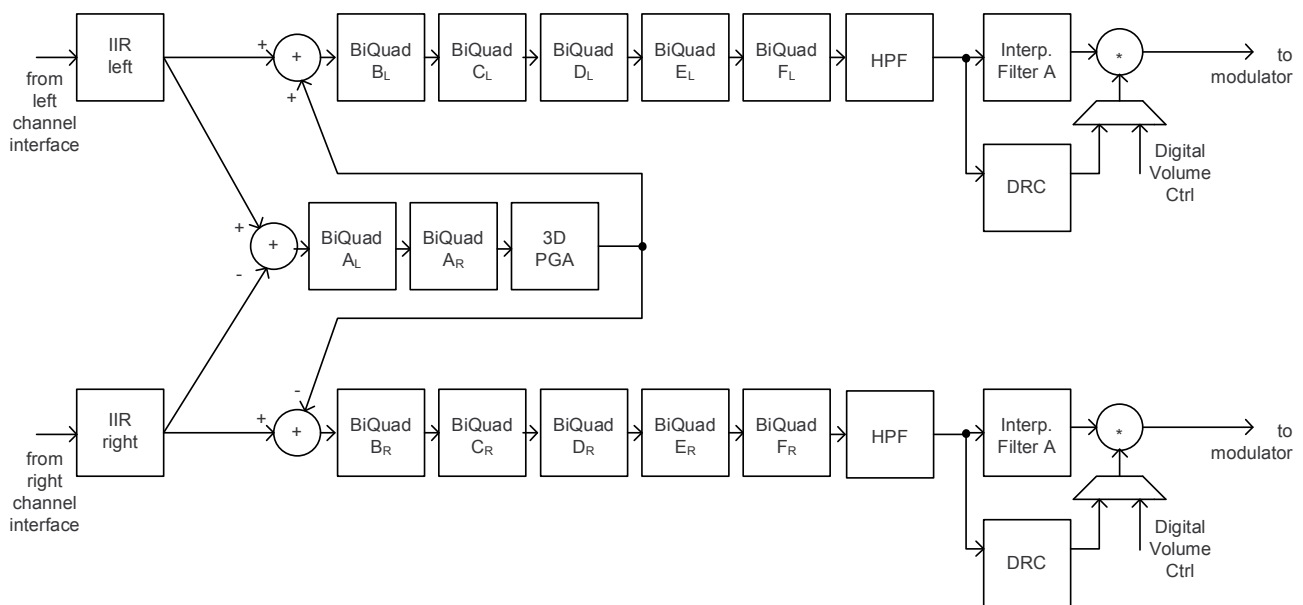 IIR
left
from
left
channel
interface
+
+
+
BiQuad
BL
BiQuad
CL
BiQuad
DL
BiQuad
EL
BiQuad
FL
HPF
Interp.
Filter A
*
to
modulator
DRC
Digital
Volume
Ctrl
+
+
-
BiQuad
AL
BiQuad
AR
3D
PGA
IIR
right
from
right
channel
interface
-
+
+
BiQuad
BR
BiQuad
CR
BiQuad
DR
BiQuad
ER
BiQuad
FR
HPF
Interp.
Filter A
*
to
modulator
DRC
Digital
Volume
Ctrl